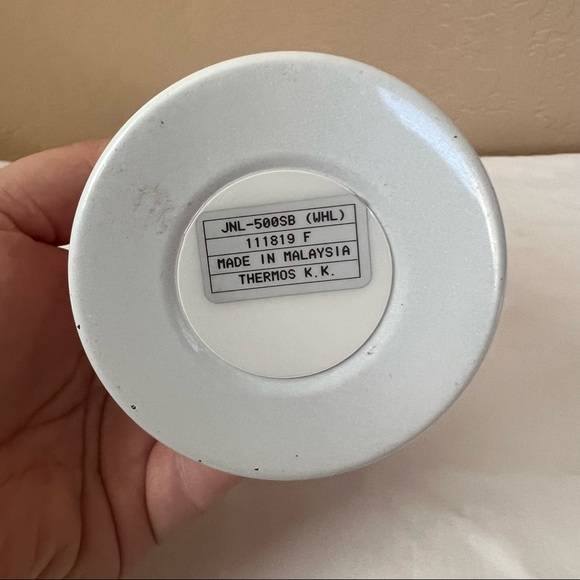 JNL-500SB (WHL)
111819 F
MADE IN MALAYSIA
THERMOS K.K.